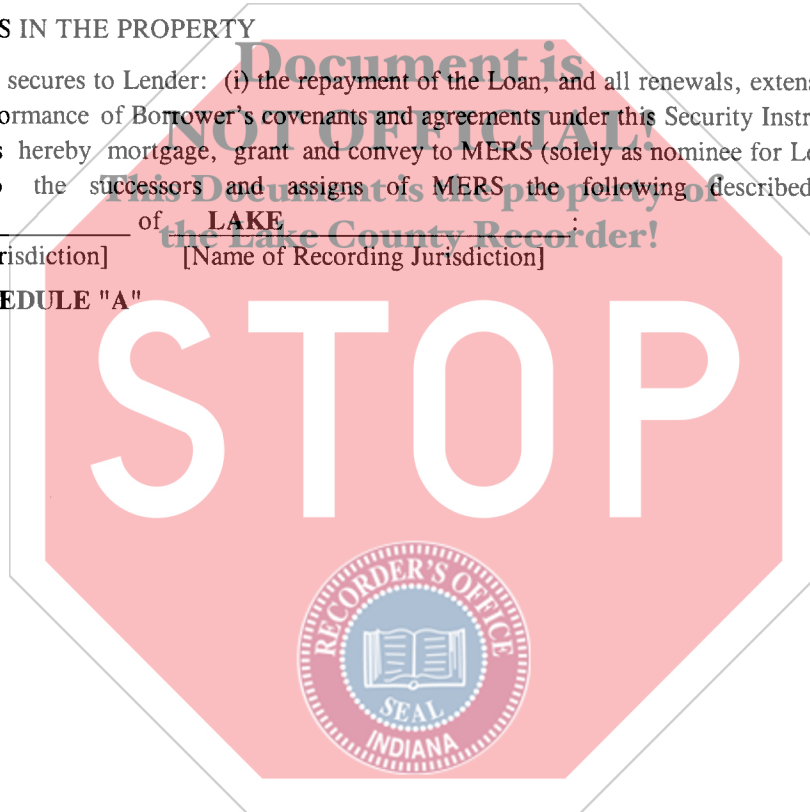 S IN THE PROPERTY
Document is
secures to Lender: (i) the repayment of the Loan, and all renewals, extens
ormance of Borrower's covenants and agreements under this Security Instr
NOT OFFICIAL!
s hereby mortgage, grant and convey to MERS (solely as nominee for Le
the successors and assigns of MERS the following described
This Document is the property of
of LAKE :
the Lake County Recorder!
risdiction] [Name of Recording Jurisdiction]
EDULE "A"
STOP
RECORDER'S OFFICE
SEAL
INDIANA